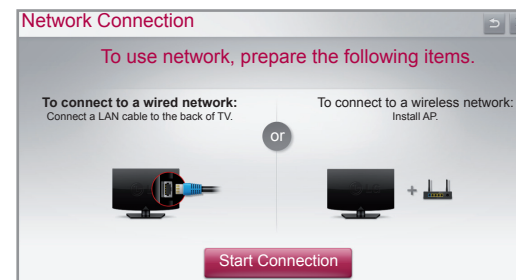 Network Connection
To use network, prepare the following items.
To connect to a wired network:
Connect a LAN cable to the back of TV.
or
To connect to a wireless network:
Install AP.
Start Connection